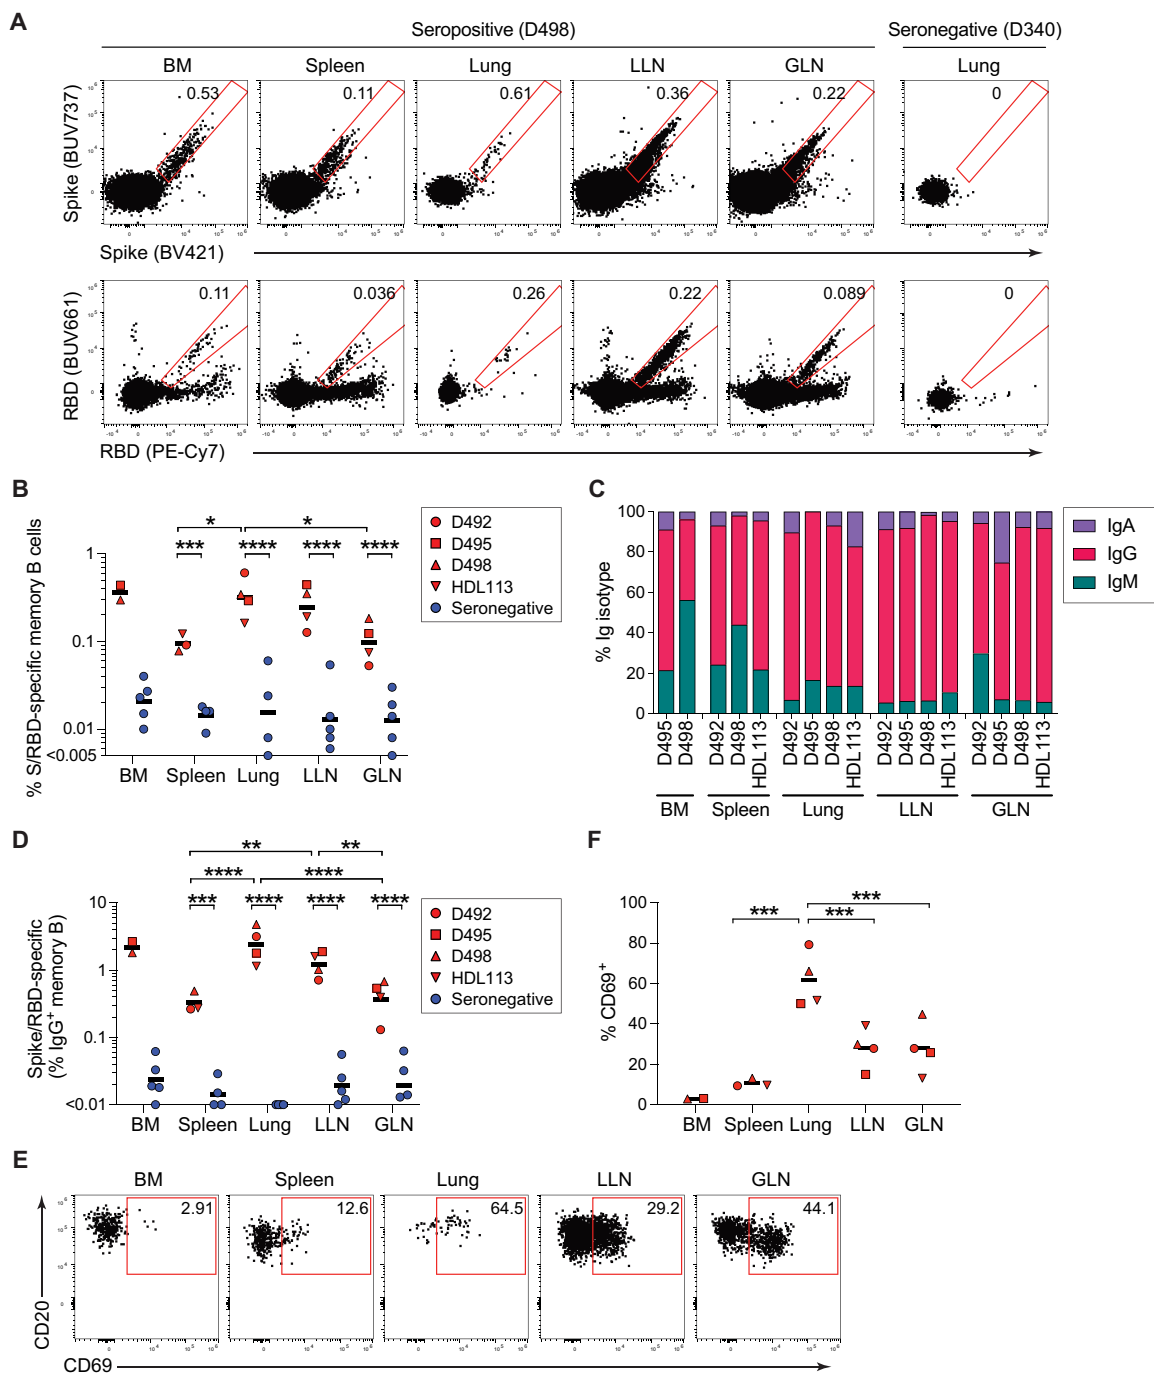 A
Seropositive (D498)
Seronegative (D340)
BM Spleen Lung LLN GLN Lung
0.53 0.11 0.61 0.36 0.22 0
Spike (BUV737)
Spike (BV421)
0.11 0.036 0.26 0.22 0.089 0
RBD (BUV661)
RBD (PE-Cy7)
B
% S/RBD-specific memory B cells
1
0.1
0.01
<0.005
* *
*** **** **** ****
BM Spleen Lung LLN GLN
D492
D495
D498
HDL113
Seronegative
C
% Ig isotype
100
80
60
40
20
0
D495 D498 D492 D498 HDL113 D492 D495 D498 HDL113 D492 D495 D498 HDL113 D492 D495 D498 HDL113
BM Spleen Lung LLN GLN
IgA
IgG
IgM
D
Spike/RBD-specific
(% IgG+ memory B)
10
1
0.1
<0.01
** **
**** ****
*** **** **** ****
BM Spleen Lung LLN GLN
D492
D495
D498
HDL113
Seronegative
F
% CD69+
100
80
60
40
20
0
***
*** ***
BM Spleen Lung LLN GLN
E
BM Spleen Lung LLN GLN
2.91 12.6 64.5 29.2 44.1
CD20
CD69